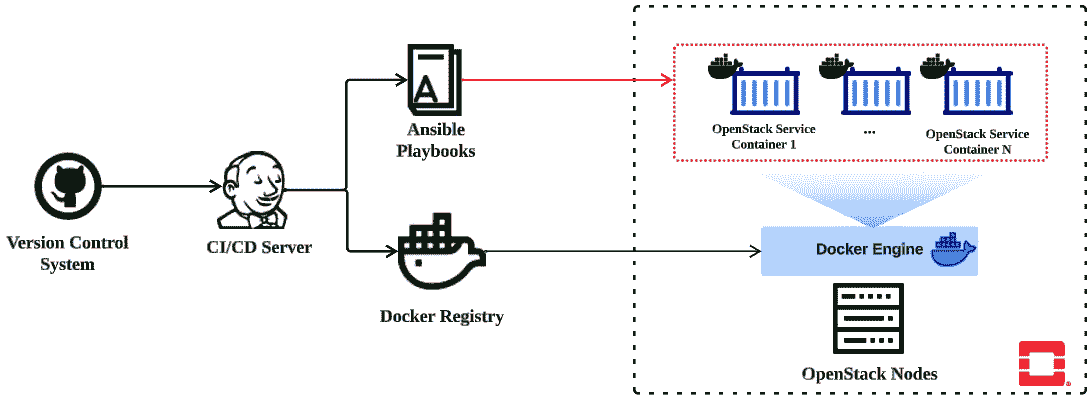 Version Control
System
CI/CD Server
Ansible
Playbooks
Docker Registry
OpenStack Service
Container 1
...
OpenStack Service
Container N
Docker Engine
OpenStack Nodes